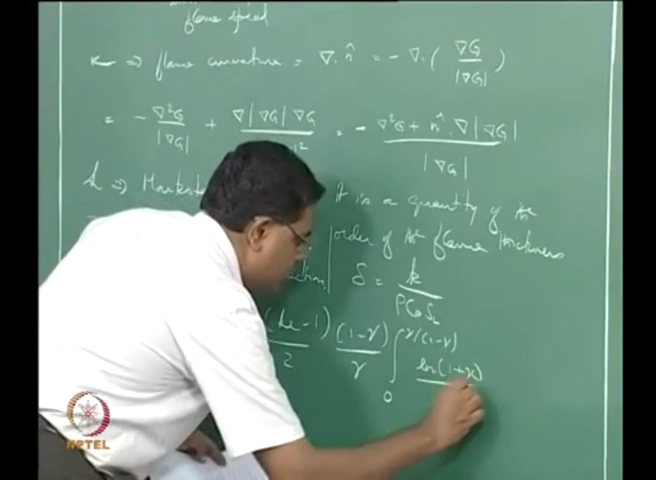 flame speed
κ ⇒ flame curvature = ∇·n̂ = -∇·(∇G/|∇G|)
= -∇²G/|∇G| + ∇|∇G| ∇G/ ² = -∇²G + n̂·∇|∇G| / |∇G|
⇒ It is a quantity of the
order of the flame thickness
δ = k/ρCpSL
(Le-1)/2 (1-γ)/γ ∫₀^γ/(1-γ) ln(1+x)
NPTEL